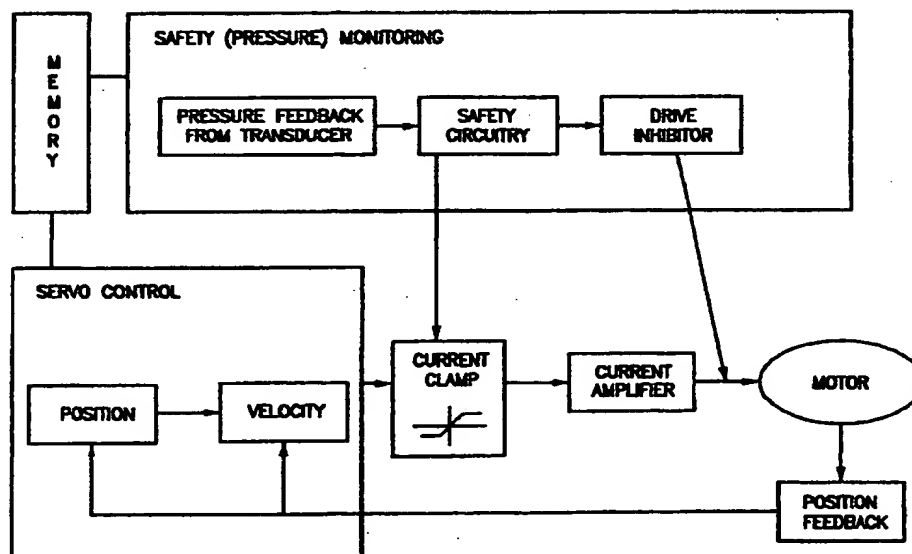 MEMORY
SAFETY (PRESSURE) MONITORING
PRESSURE FEEDBACK
FROM TRANSDUCER
SAFETY
CIRCUITRY
DRIVE
INHIBITOR
SERVO CONTROL
POSITION
VELOCITY
CURRENT
CLAMP
CURRENT
AMPLIFIER
MOTOR
POSITION
FEEDBACK